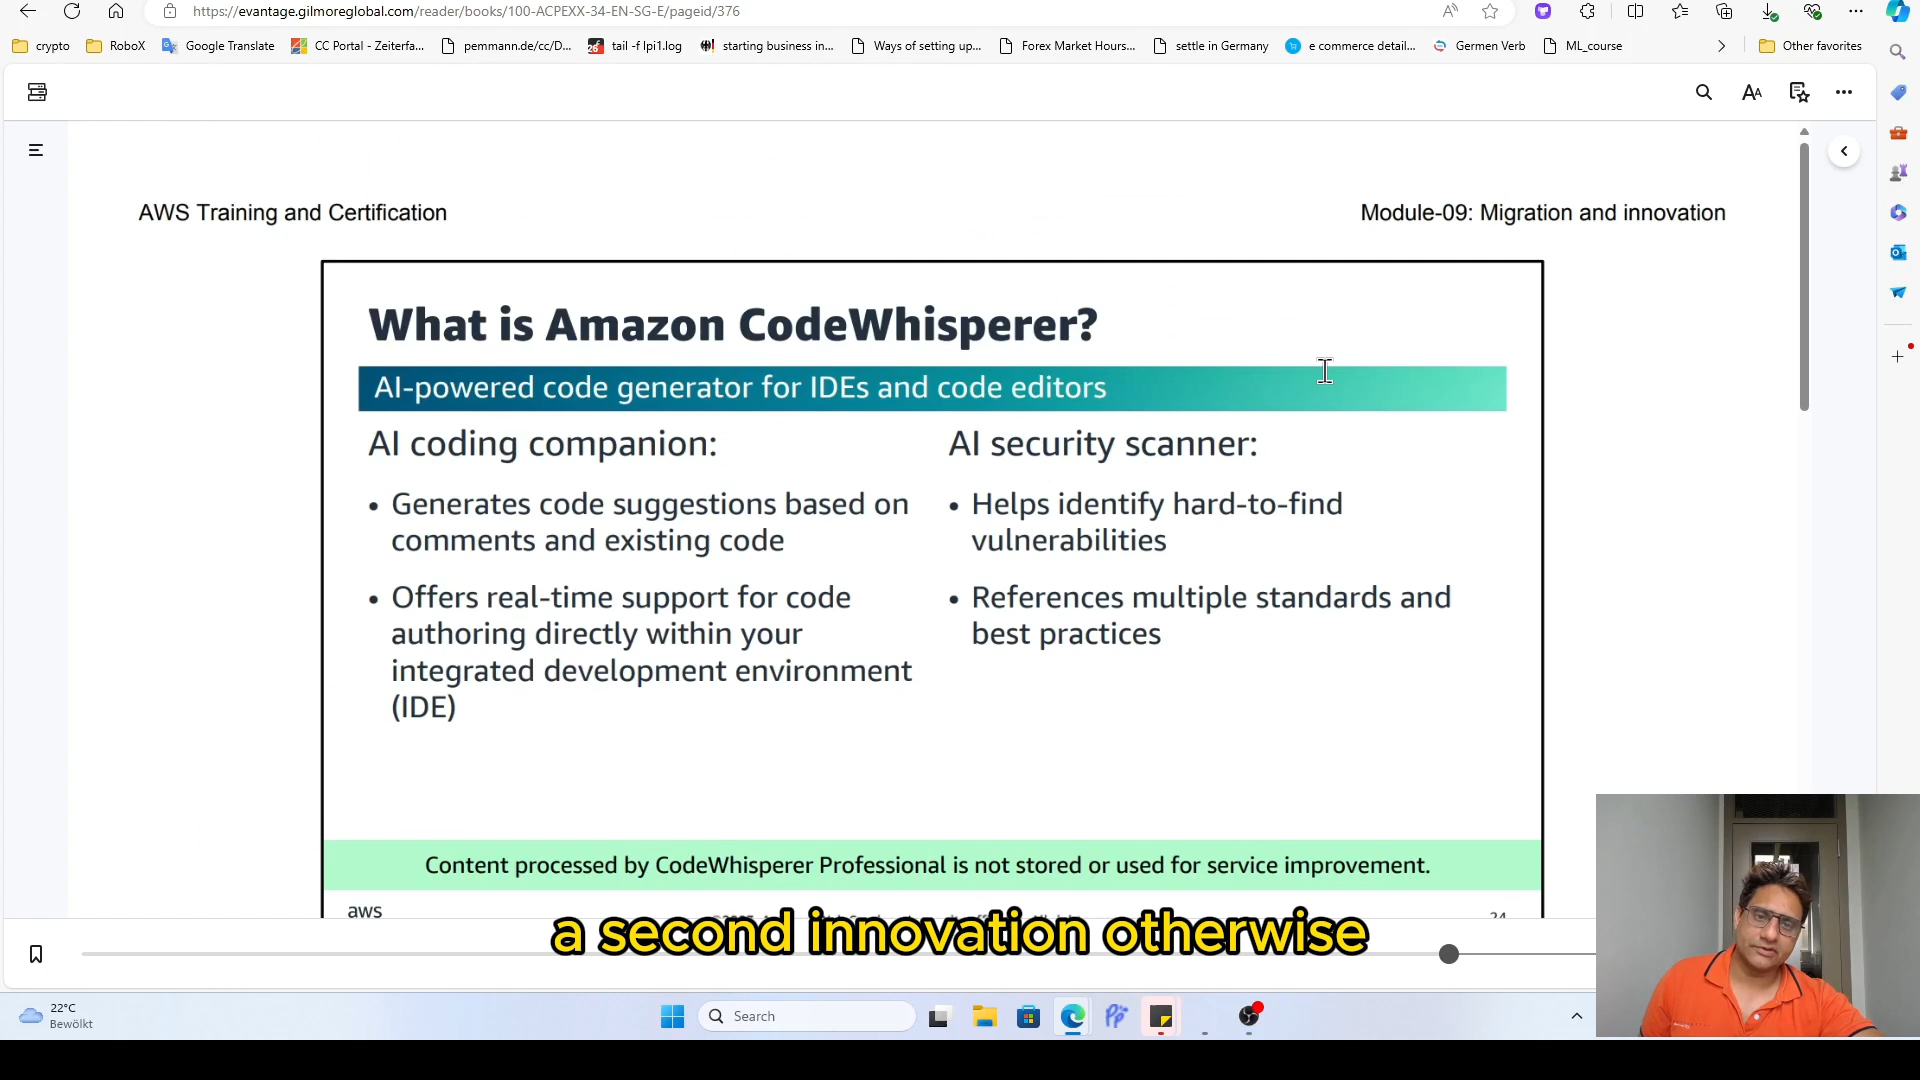 https://evantage.gilmoreglobal.com/reader/books/100-ACPEXX-34-EN-SG-E/pageid/376
crypto RoboX Google Translate CC Portal - Zeiterfa... pemmann.de/cc/D... tail -f lpi1.log starting business in... Ways of setting up... Forex Market Hours... settle in Germany e commerce detail... Germen Verb ML_course Other favorites
AWS Training and Certification Module-09: Migration and innovation
What is Amazon CodeWhisperer?
AI-powered code generator for IDEs and code editors
AI coding companion:
• Generates code suggestions based on
comments and existing code
• Offers real-time support for code
authoring directly within your
integrated development environment
(IDE)
AI security scanner:
• Helps identify hard-to-find
vulnerabilities
• References multiple standards and
best practices
Content processed by CodeWhisperer Professional is not stored or used for service improvement.
aws 24
a second innovation otherwise
22°C
Bewölkt
Search